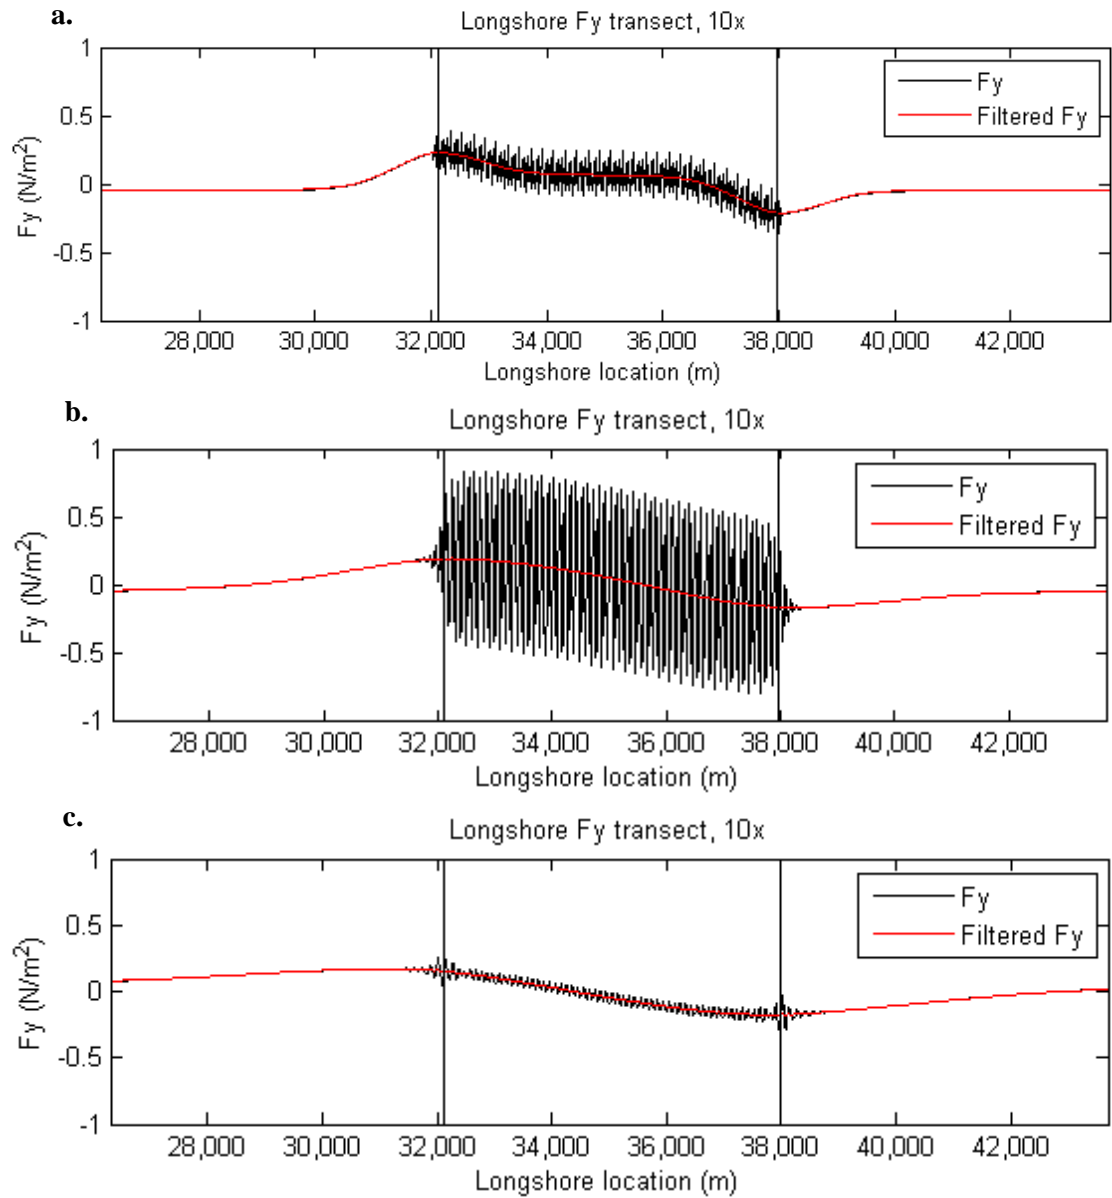 a.
Longshore Fy transect, 10x
1
0.5
0
-0.5
-1
Fy (N/m²)
Fy
Filtered Fy
28,000 30,000 32,000 34,000 36,000 38,000 40,000 42,000
Longshore location (m)
b.
Longshore Fy transect, 10x
1
0.5
0
-0.5
-1
Fy (N/m²)
Fy
Filtered Fy
28,000 30,000 32,000 34,000 36,000 38,000 40,000 42,000
Longshore location (m)
c.
Longshore Fy transect, 10x
1
0.5
0
-0.5
-1
Fy (N/m²)
Fy
Filtered Fy
28,000 30,000 32,000 34,000 36,000 38,000 40,000 42,000
Longshore location (m)